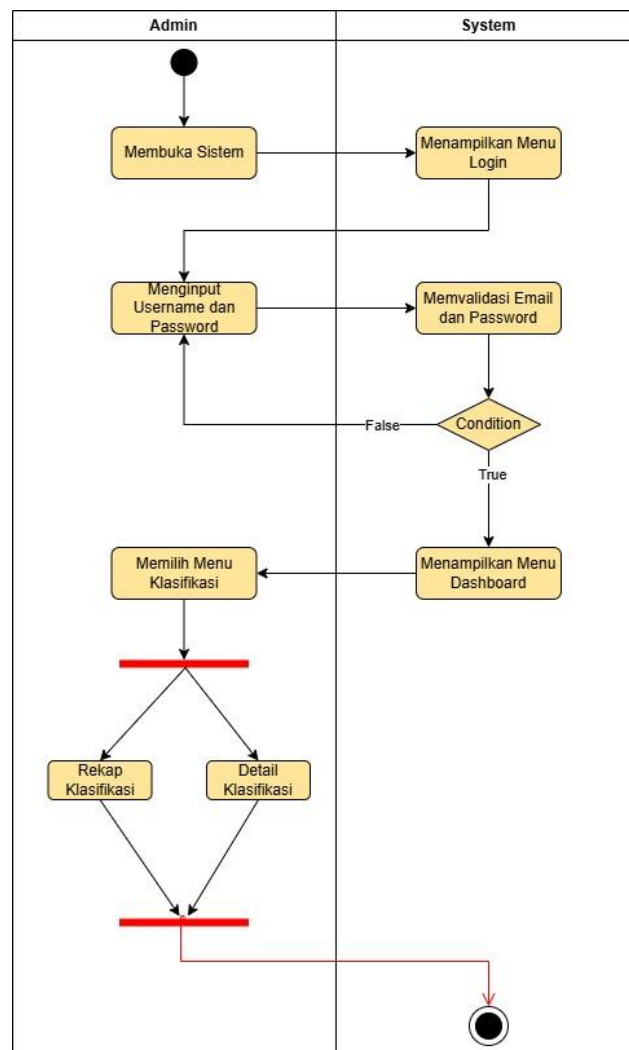 Admin
System
Membuka Sistem
Menampilkan Menu
Login
Menginput
Username dan
Password
Memvalidasi Email
dan Password
Condition
False
True
Memilih Menu
Klasifikasi
Menampilkan Menu
Dashboard
Rekap
Klasifikasi
Detail
Klasifikasi